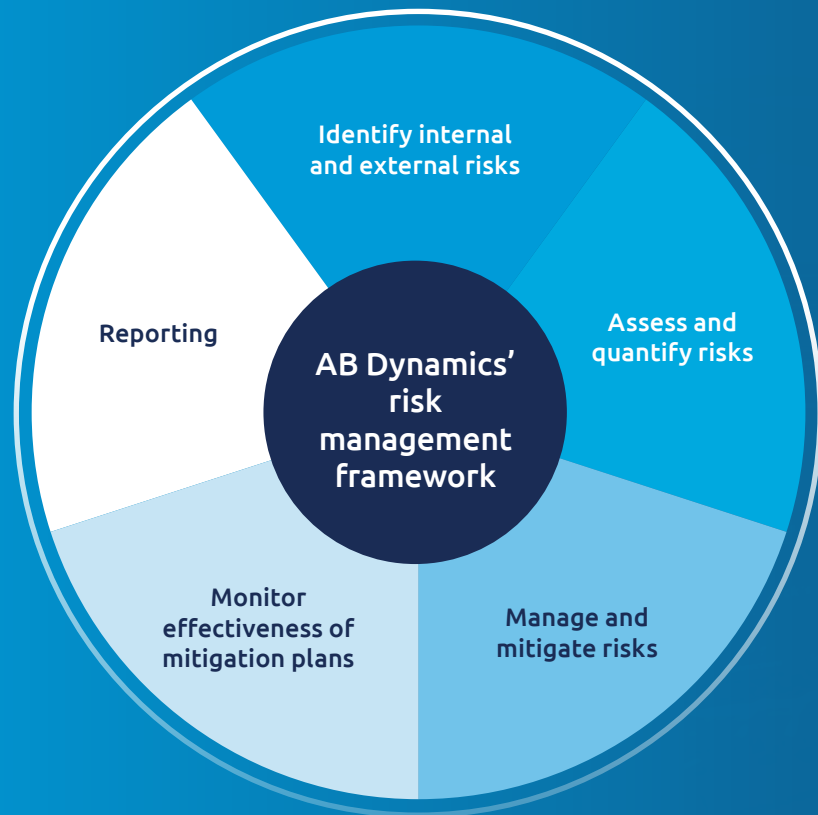 Identify internal
and external risks
Assess and
quantify risks
Manage and
mitigate risks
Monitor
effectiveness of
mitigation plans
Reporting
AB Dynamics’
risk
management
framework